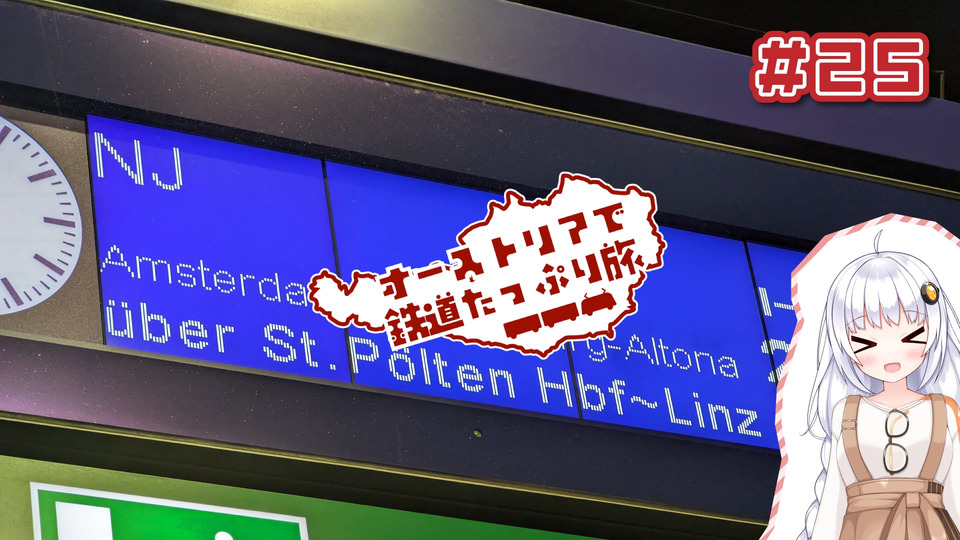 #25
NJ
オーストリアで
鉄道たっぷり旅
Amsterda
g-Altona
über St.Pölten Hbf~Linz